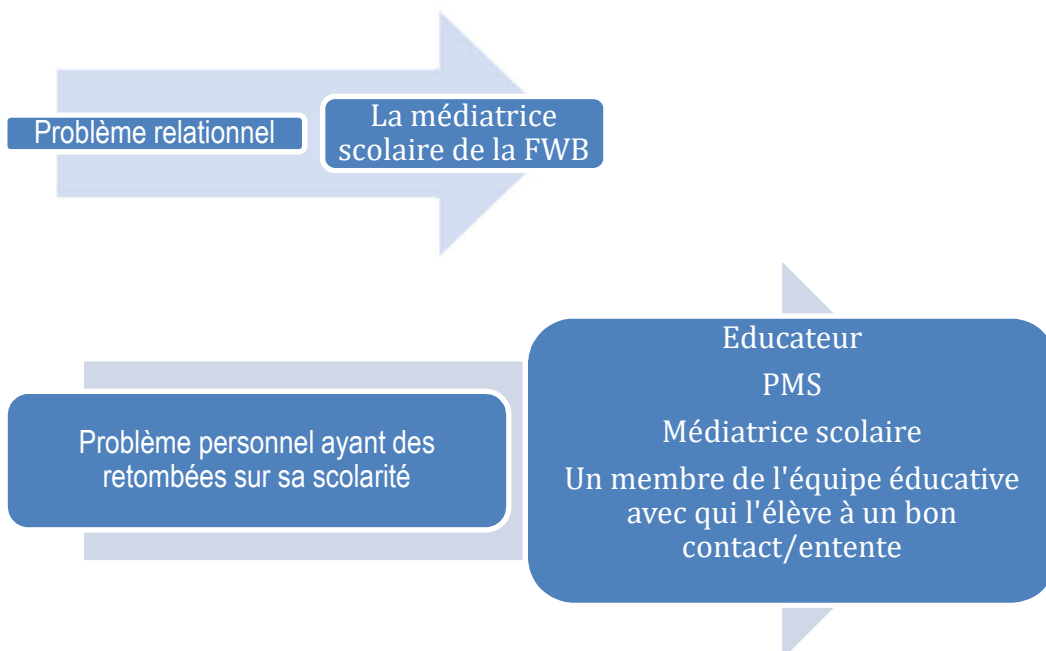 Problème relationnel
La médiatrice
scolaire de la FWB
Problème personnel ayant des
retombées sur sa scolarité
Educateur
PMS
Médiatrice scolaire
Un membre de l'équipe éducative
avec qui l'élève à un bon
contact/entente